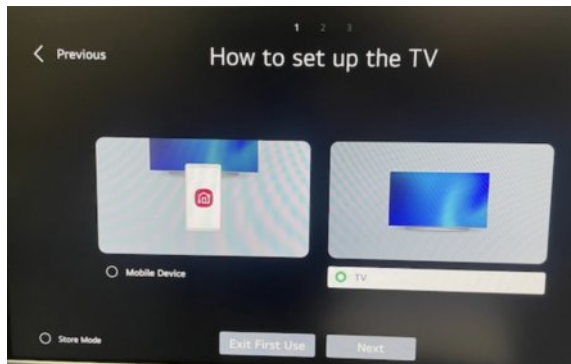 1 2 3
Previous
How to set up the TV
Mobile Device
TV
Store Mode
Exit First Use
Next